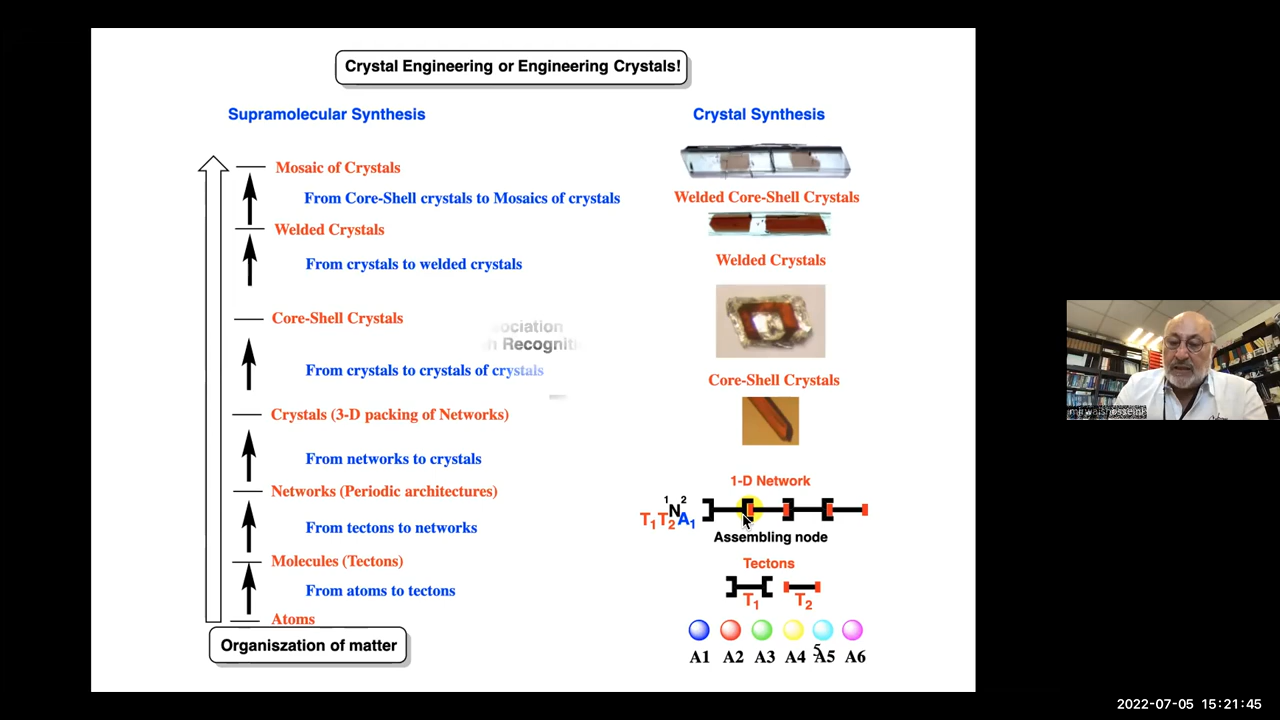 Crystal Engineering or Engineering Crystals!
Supramolecular Synthesis
Mosaic of Crystals
From Core-Shell crystals to Mosaics of crystals
Welded Crystals
From crystals to welded crystals
Core-Shell Crystals
From crystals to crystals of crystals
Crystals (3-D packing of Networks)
From networks to crystals
Networks (Periodic architectures)
From tectons to networks
Molecules (Tectons)
From atoms to tectons
Atoms
Organiszation of matter
Crystal Synthesis
Welded Core-Shell Crystals
Welded Crystals
Core-Shell Crystals
1-D Network
1 2
N
T1T2A1
Assembling node
Tectons
T1 T2
5
A1 A2 A3 A4 A5 A6
2022-07-05 15:21:45